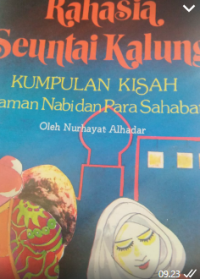 Rahasia
Seuntai Kalung
KUMPULAN KISAH
Zaman Nabi dan Para Sahabat
Oleh Nurhayat Alhadar
09.23